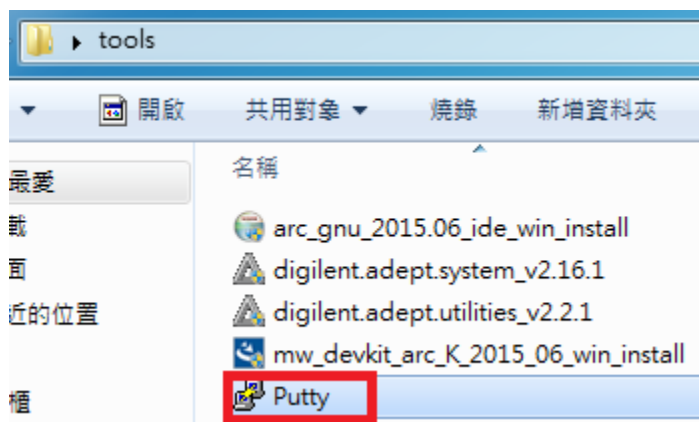 tools
開啟 共用對象 燒錄 新增資料夾
名稱
最愛
載
arc_gnu_2015.06_ide_win_install
面
digilent.adept.system_v2.16.1
近的位置
digilent.adept.utilities_v2.2.1
mw_devkit_arc_K_2015_06_win_install
櫃
Putty